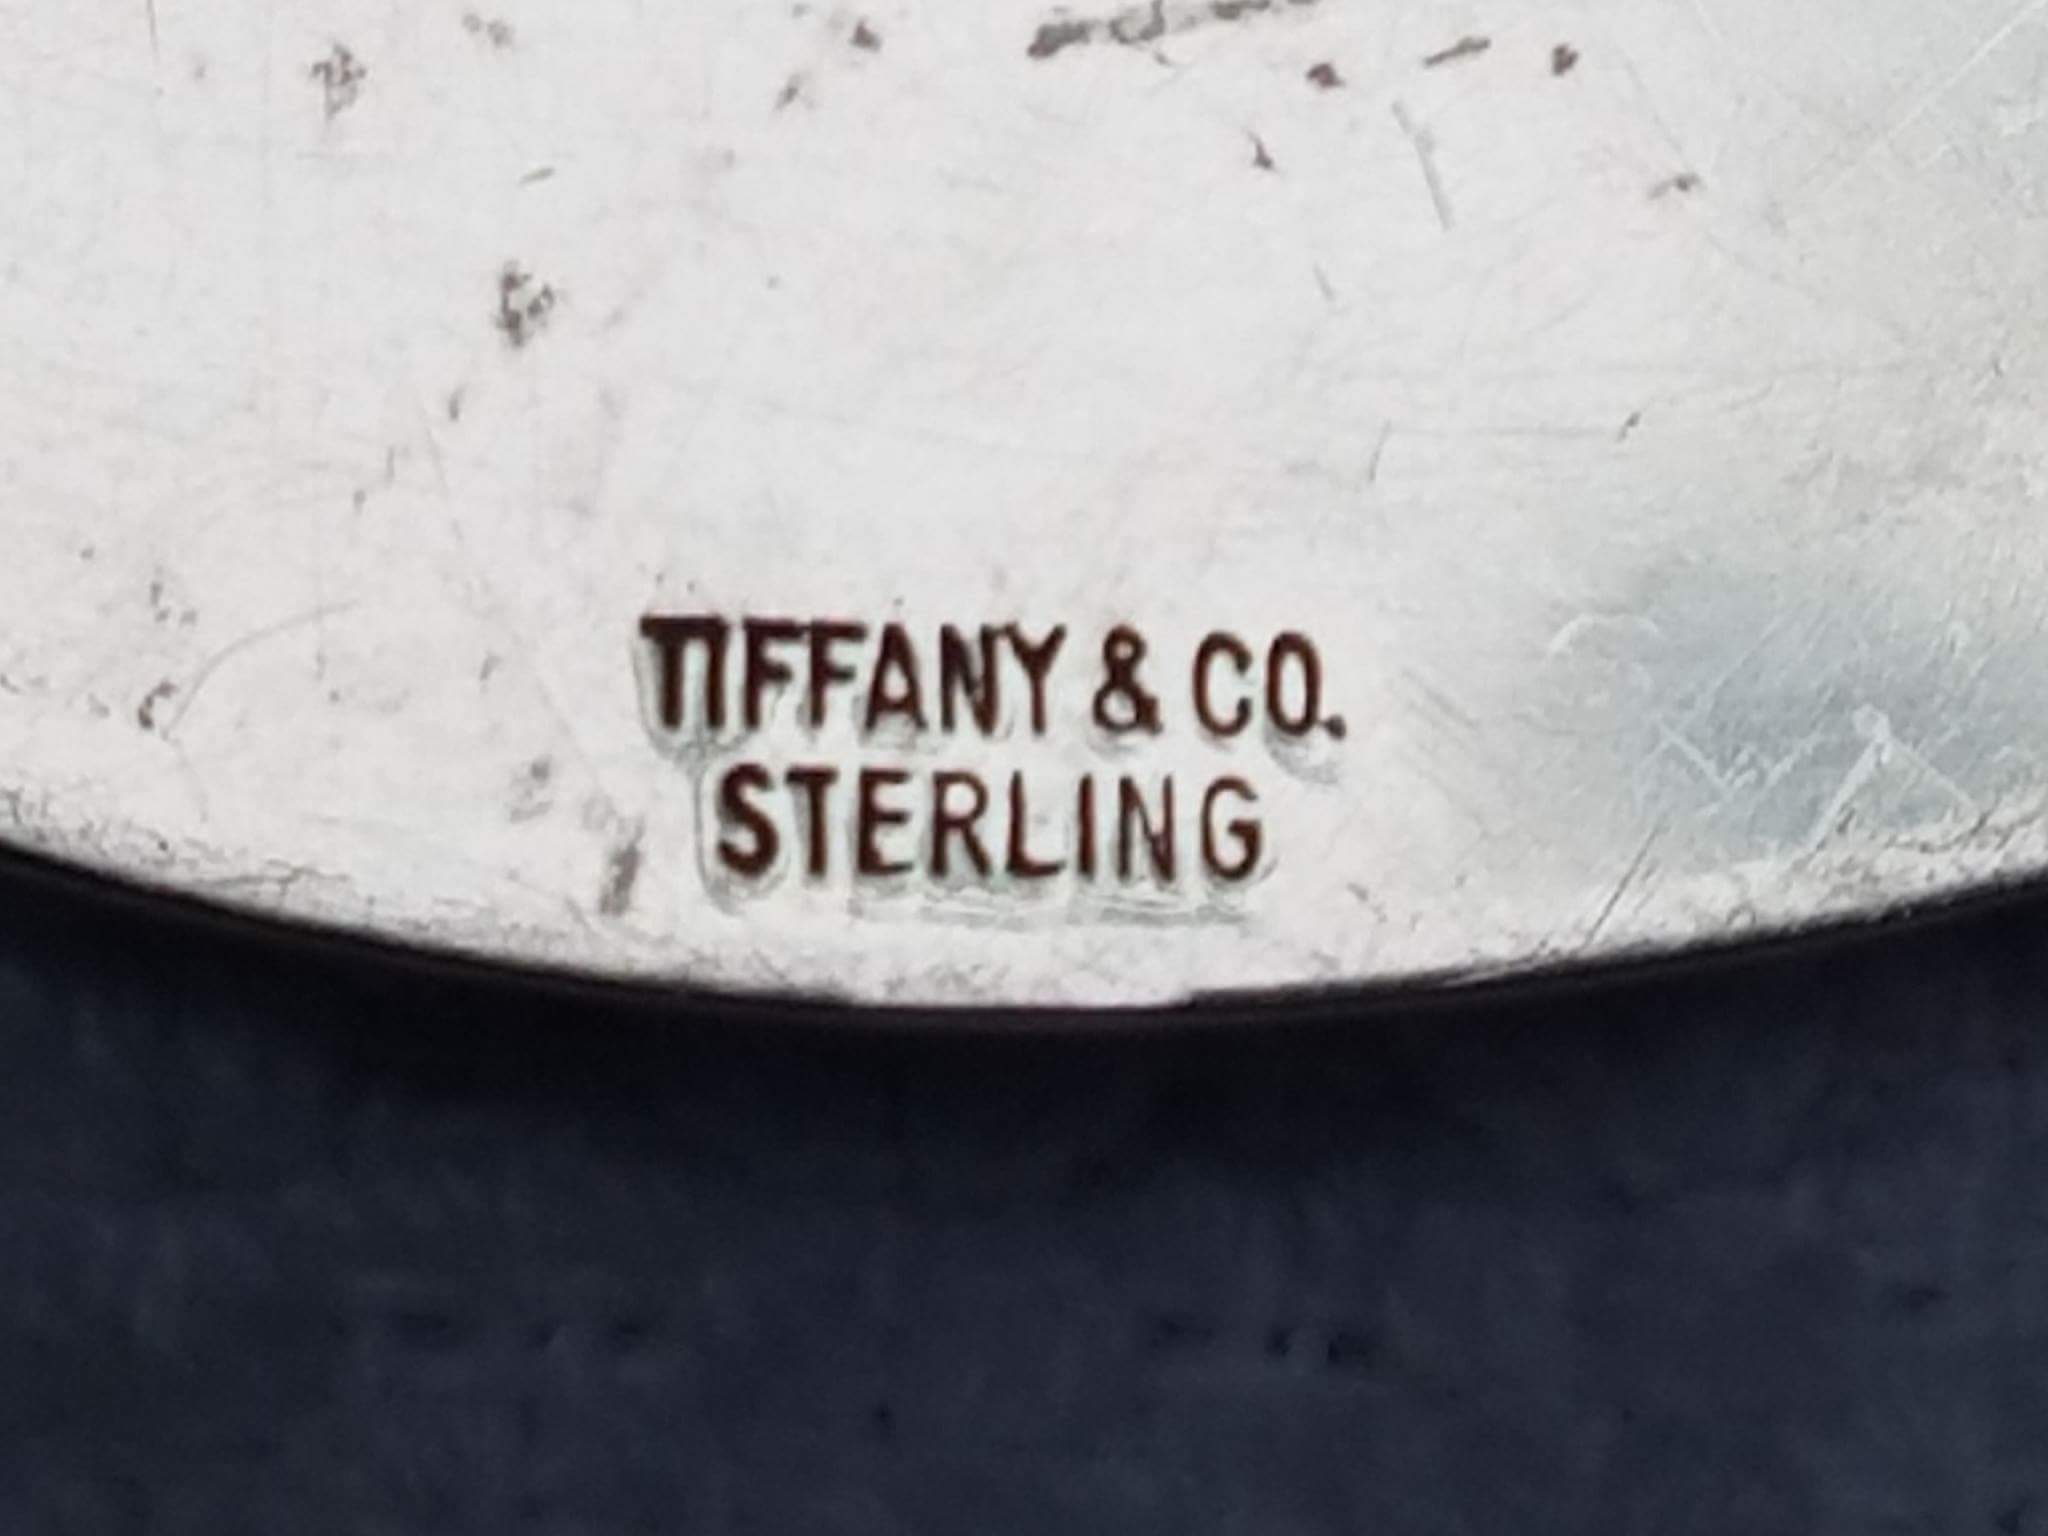 TIFFANY & CO.
STERLING